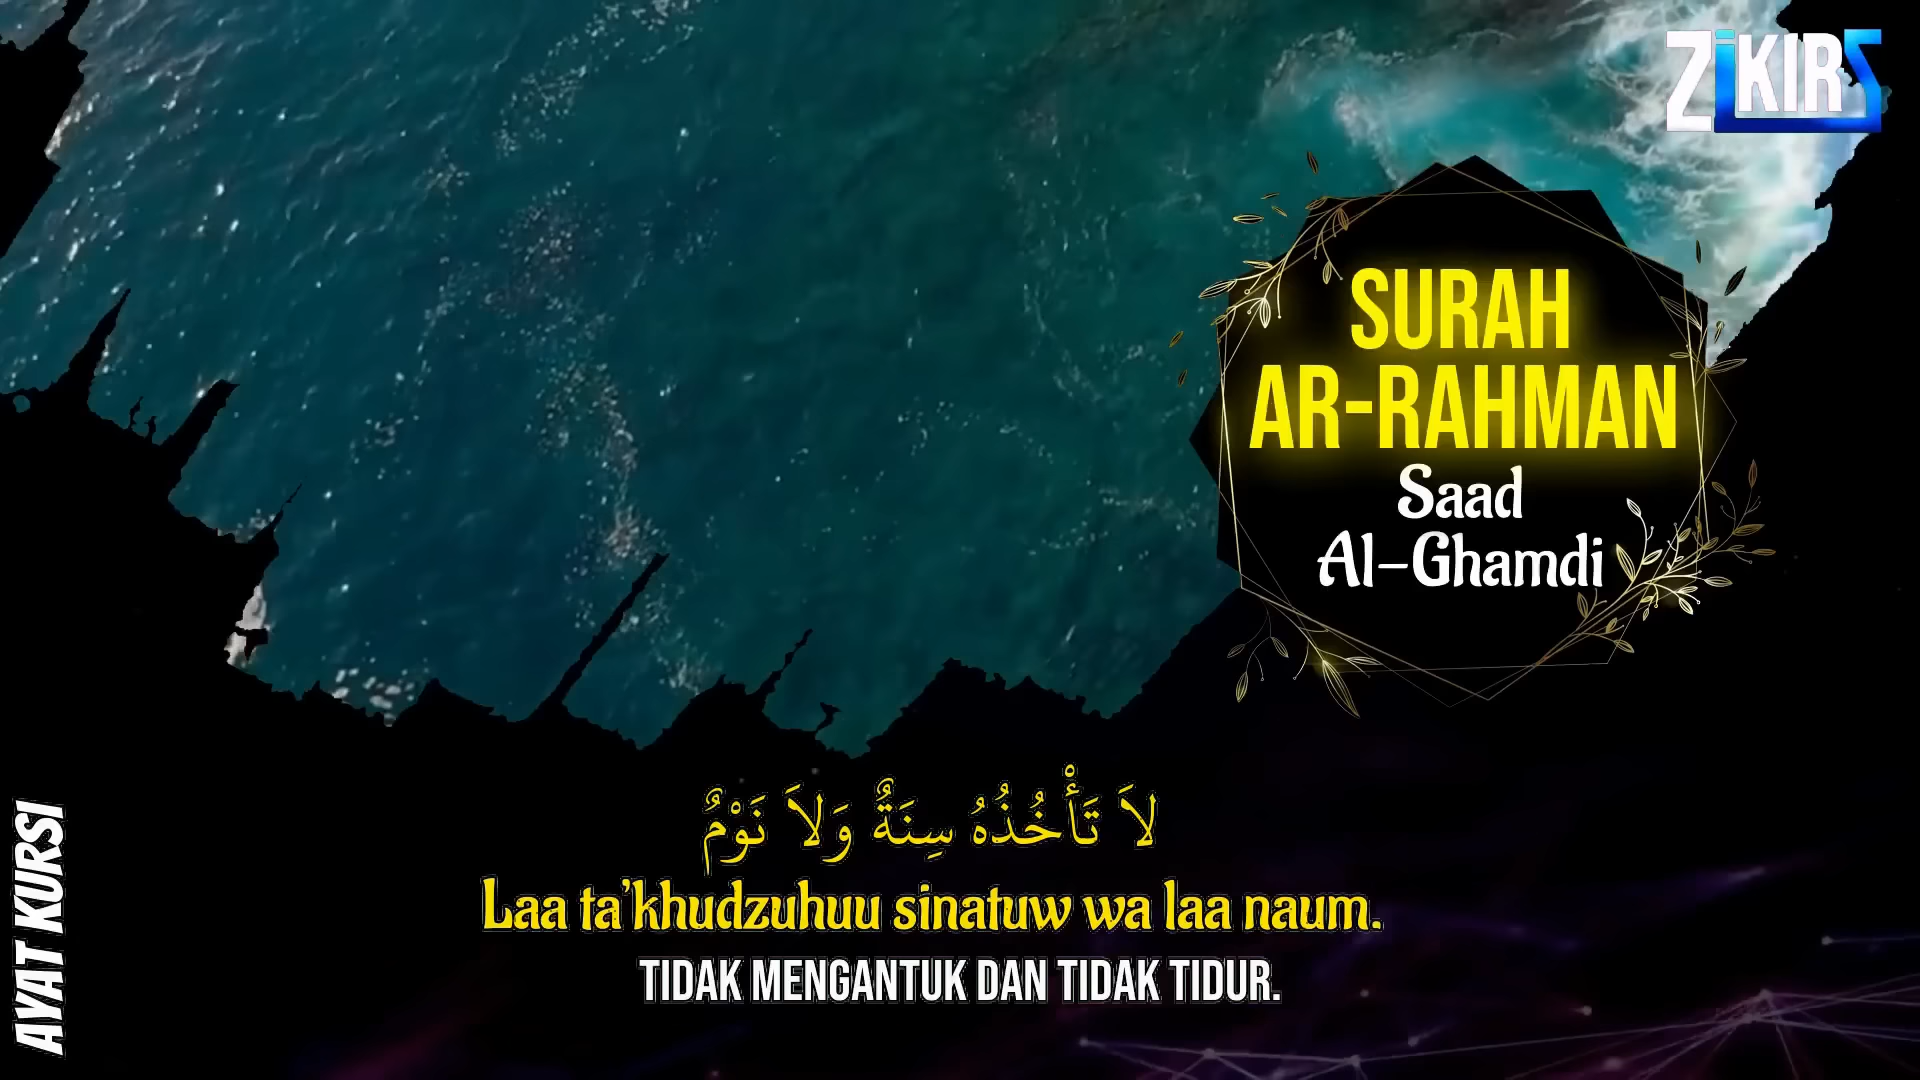 ZIKIRS
SURAH
AR-RAHMAN
Saad
Al-Ghamdi
لاَ تَأْخُذُهُ سِنَةٌ وَلاَ نَوْمٌ
Laa ta'khudzuhuu sinatuw wa laa naum.
TIDAK MENGANTUK DAN TIDAK TIDUR.
AYAT KURSI